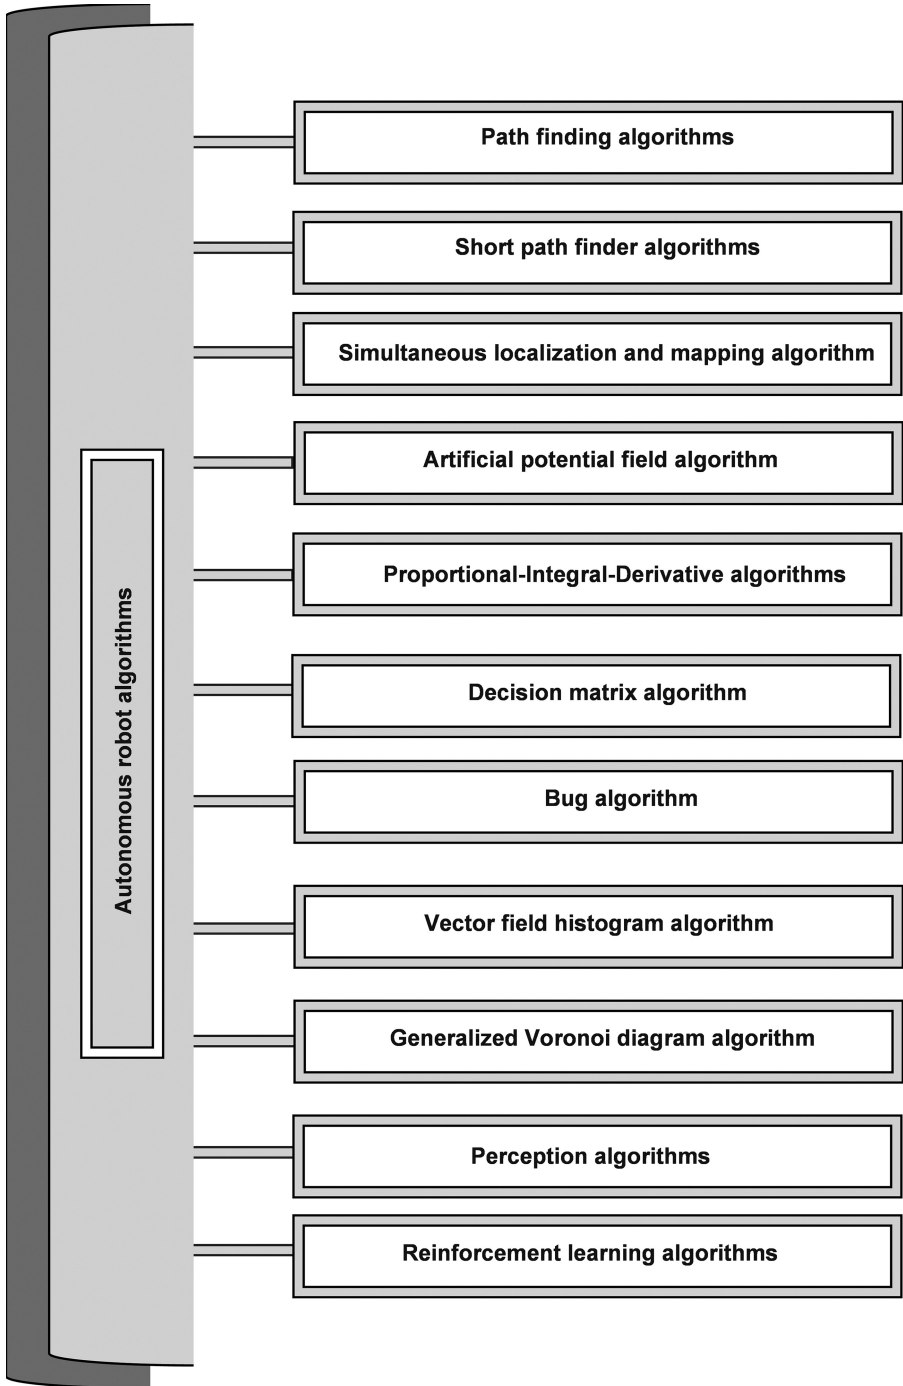 Autonomous robot algorithms
Path finding algorithms
Short path finder algorithms
Simultaneous localization and mapping algorithm
Artificial potential field algorithm
Proportional-Integral-Derivative algorithms
Decision matrix algorithm
Bug algorithm
Vector field histogram algorithm
Generalized Voronoi diagram algorithm
Perception algorithms
Reinforcement learning algorithms